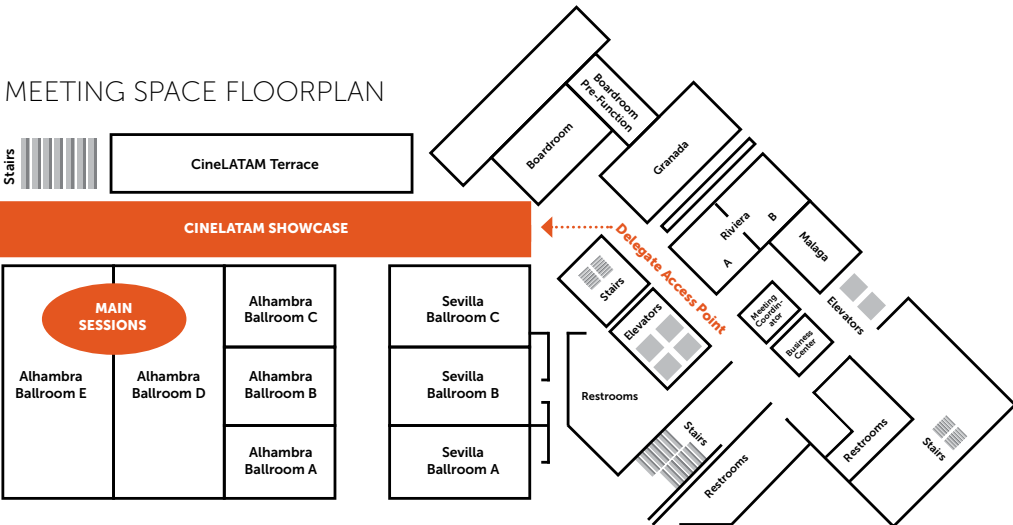 MEETING SPACE FLOORPLAN
Stairs
CineLATAM Terrace
CINELATAM SHOWCASE
MAIN
SESSIONS
Alhambra
Ballroom E
Alhambra
Ballroom D
Alhambra
Ballroom C
Alhambra
Ballroom B
Alhambra
Ballroom A
Sevilla
Ballroom C
Sevilla
Ballroom B
Sevilla
Ballroom A
Boardroom
Boardroom
Pre-Function
Granada
Riviera
A
B
Malaga
Delegate Access Point
Stairs
Elevators
Meeting
Coordin-
ator
Business
Center
Elevators
Restrooms
Stairs
Restrooms
Restrooms
Stairs